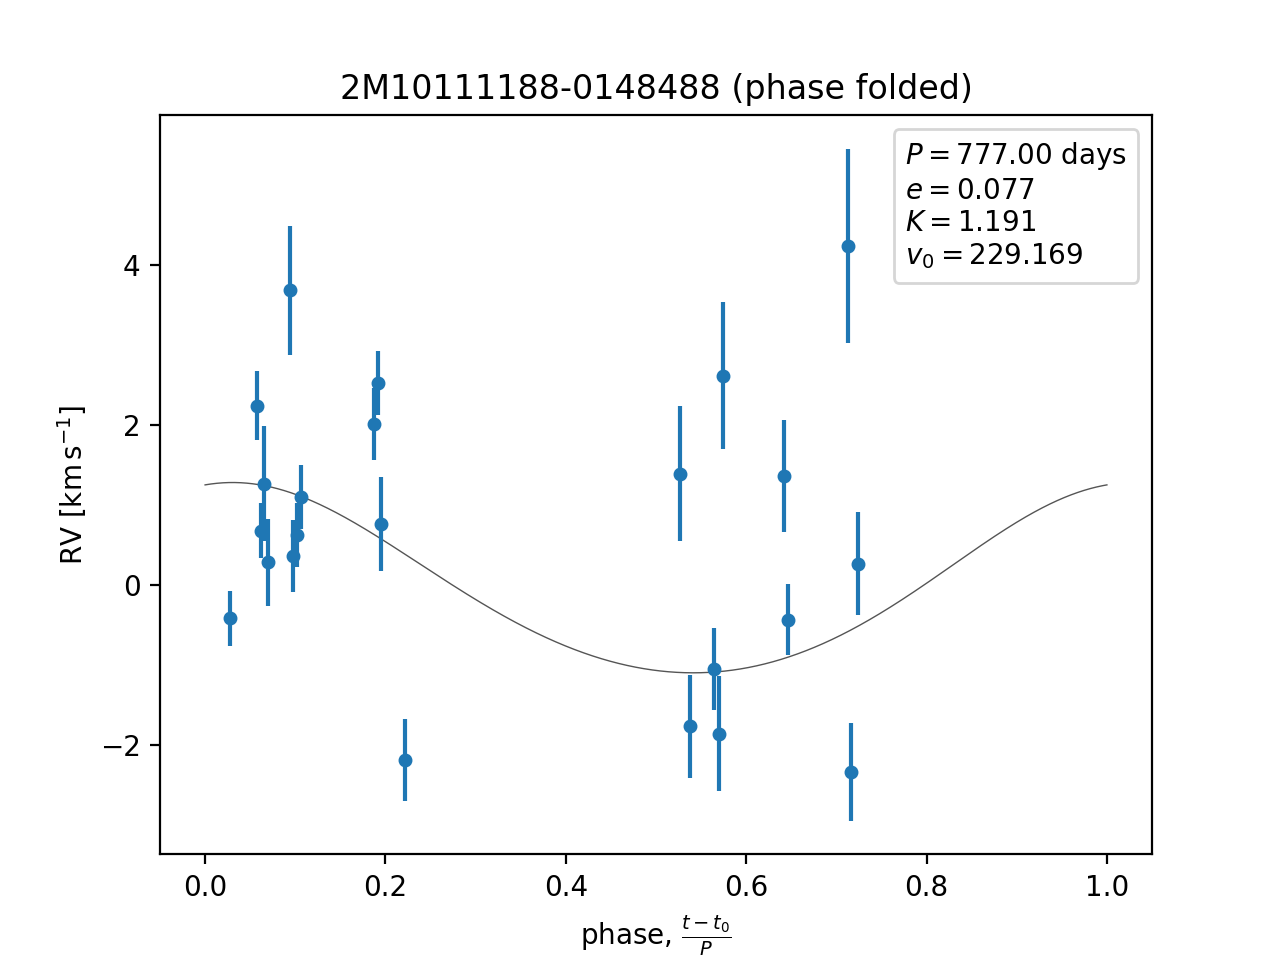 2M10111188-0148488 (phase folded)
P = 777.00 days
e = 0.077
K = 1.191
v₀ = 229.169
4
2
0
−2
RV [km s⁻¹]
0.0 0.2 0.4 0.6 0.8 1.0
phase, (t − t₀)/P